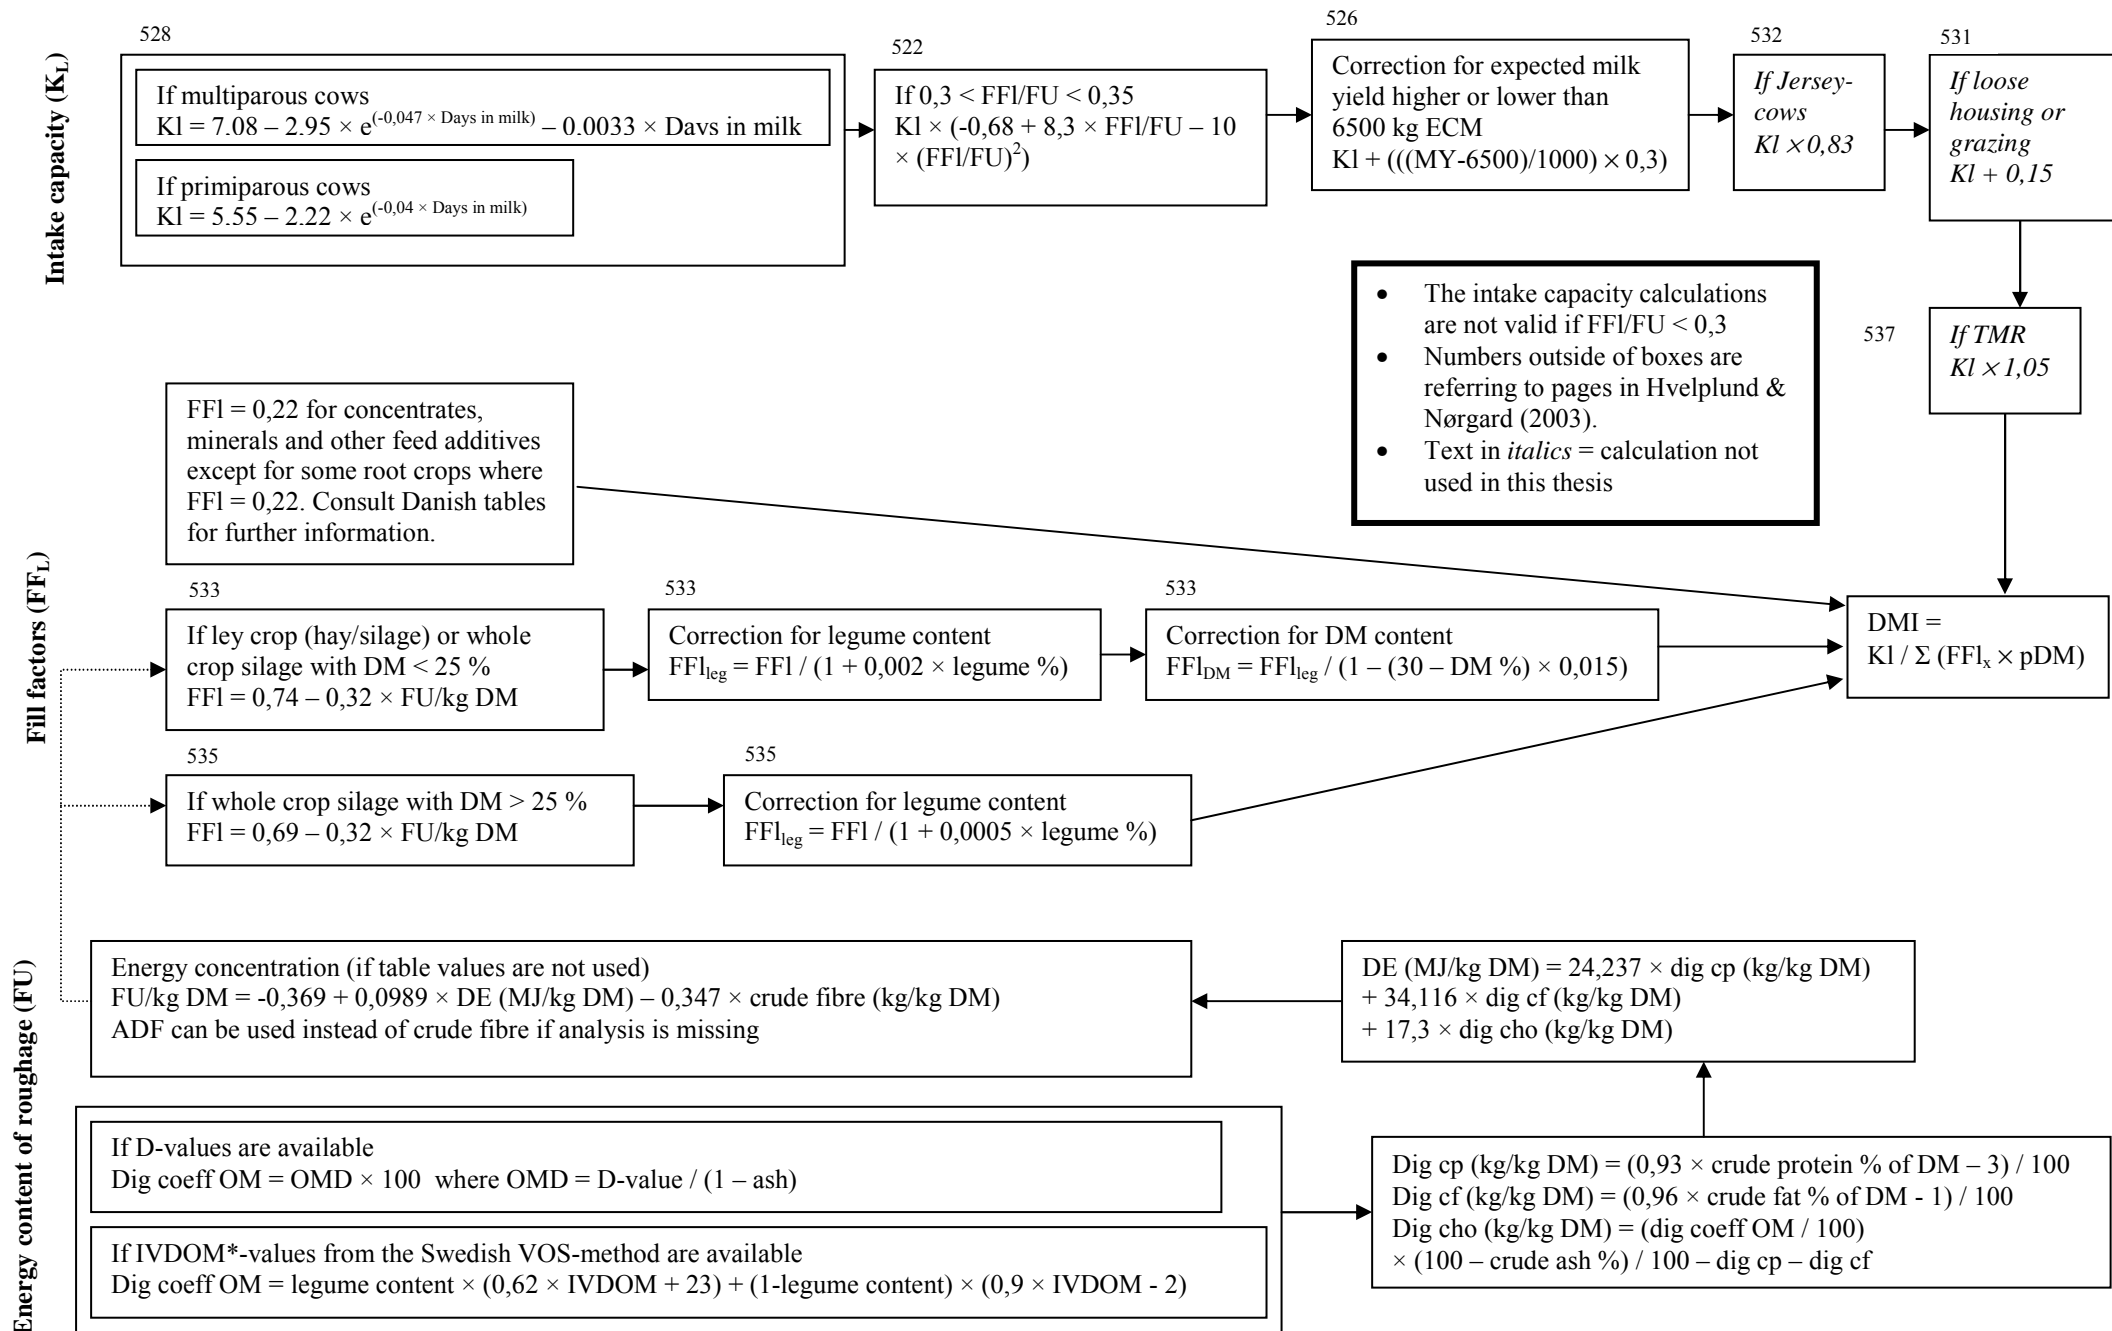 Intake capacity (KL)
528
If multiparous cows
Kl = 7.08 – 2.95 × e(-0,047 × Days in milk) – 0.0033 × Days in milk
If primiparous cows
Kl = 5.55 – 2.22 × e(-0,04 × Days in milk)
522
If 0,3 < FFl/FU < 0,35
Kl × (-0,68 + 8,3 × FFl/FU – 10
× (FFl/FU)2)
526
Correction for expected milk
yield higher or lower than
6500 kg ECM
Kl + (((MY-6500)/1000) × 0,3)
532
If Jersey-
cows
Kl × 0,83
531
If loose
housing or
grazing
Kl + 0,15
537
If TMR
Kl × 1,05
• The intake capacity calculations
are not valid if FFl/FU < 0,3
• Numbers outside of boxes are
referring to pages in Hvelplund &
Nørgard (2003).
• Text in italics = calculation not
used in this thesis
Fill factors (FFL)
FFl = 0,22 for concentrates,
minerals and other feed additives
except for some root crops where
FFl = 0,22. Consult Danish tables
for further information.
533
If ley crop (hay/silage) or whole
crop silage with DM < 25 %
FFl = 0,74 – 0,32 × FU/kg DM
533
Correction for legume content
FFlleg = FFl / (1 + 0,002 × legume %)
533
Correction for DM content
FFlDM = FFlleg / (1 – (30 – DM %) × 0,015)
DMI =
Kl / Σ (FFlx × pDM)
535
If whole crop silage with DM > 25 %
FFl = 0,69 – 0,32 × FU/kg DM
535
Correction for legume content
FFlleg = FFl / (1 + 0,0005 × legume %)
Energy content of roughage (FU)
Energy concentration (if table values are not used)
FU/kg DM = -0,369 + 0,0989 × DE (MJ/kg DM) – 0,347 × crude fibre (kg/kg DM)
ADF can be used instead of crude fibre if analysis is missing
DE (MJ/kg DM) = 24,237 × dig cp (kg/kg DM)
+ 34,116 × dig cf (kg/kg DM)
+ 17,3 × dig cho (kg/kg DM)
If D-values are available
Dig coeff OM = OMD × 100 where OMD = D-value / (1 – ash)
If IVDOM*-values from the Swedish VOS-method are available
Dig coeff OM = legume content × (0,62 × IVDOM + 23) + (1-legume content) × (0,9 × IVDOM - 2)
Dig cp (kg/kg DM) = (0,93 × crude protein % of DM – 3) / 100
Dig cf (kg/kg DM) = (0,96 × crude fat % of DM - 1) / 100
Dig cho (kg/kg DM) = (dig coeff OM / 100)
× (100 – crude ash %) / 100 – dig cp – dig cf